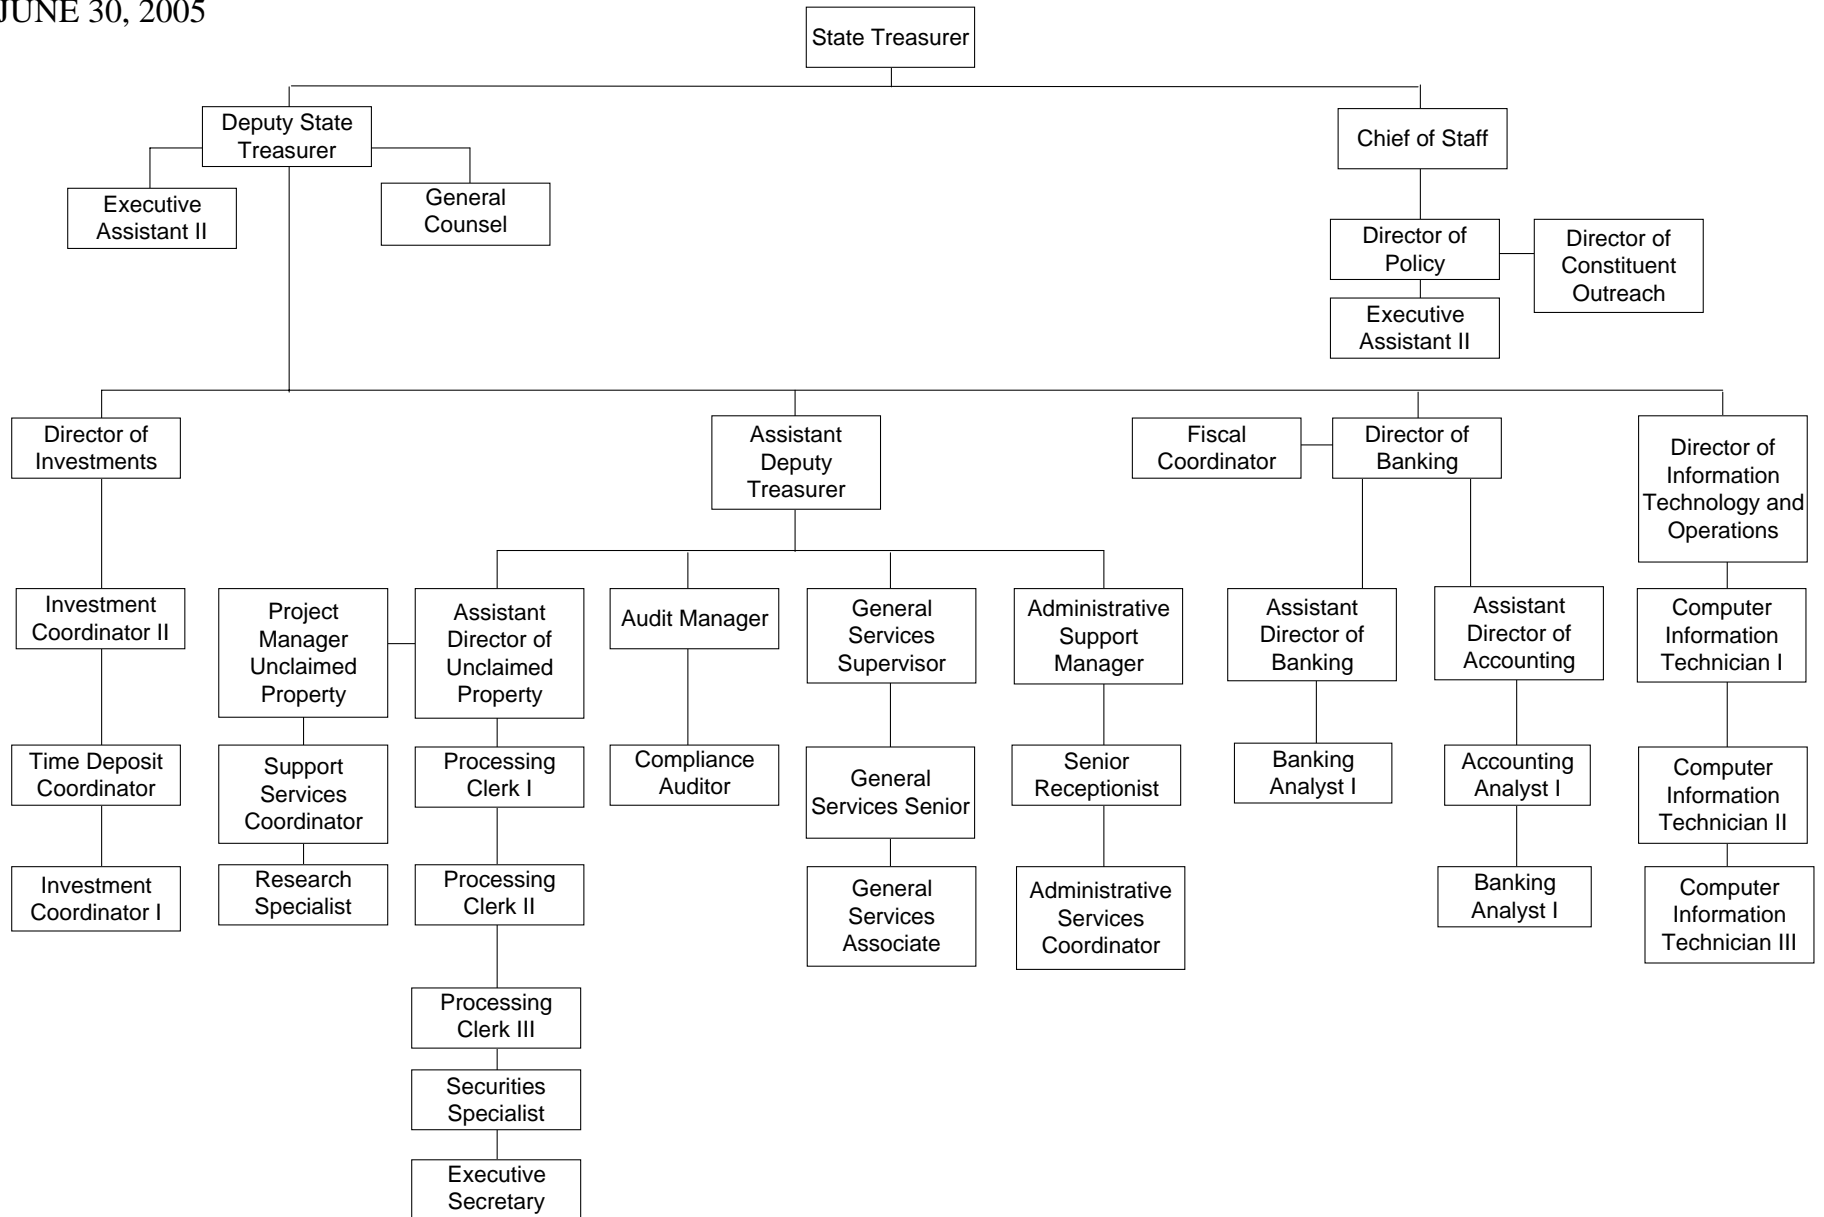 JUNE 30, 2005
State Treasurer
Deputy State
Treasurer
Chief of Staff
Executive
Assistant II
General
Counsel
Director of
Policy
Director of
Constituent
Outreach
Executive
Assistant II
Director of
Investments
Assistant
Deputy
Treasurer
Fiscal
Coordinator
Director of
Banking
Director of
Information
Technology and
Operations
Investment
Coordinator II
Project
Manager
Unclaimed
Property
Assistant
Director of
Unclaimed
Property
Audit Manager
General
Services
Supervisor
Administrative
Support
Manager
Assistant
Director of
Banking
Assistant
Director of
Accounting
Computer
Information
Technician I
Time Deposit
Coordinator
Support
Services
Coordinator
Processing
Clerk I
Compliance
Auditor
General
Services Senior
Senior
Receptionist
Banking
Analyst I
Accounting
Analyst I
Computer
Information
Technician II
Investment
Coordinator I
Research
Specialist
Processing
Clerk II
General
Services
Associate
Administrative
Services
Coordinator
Banking
Analyst I
Computer
Information
Technician III
Processing
Clerk III
Securities
Specialist
Executive
Secretary